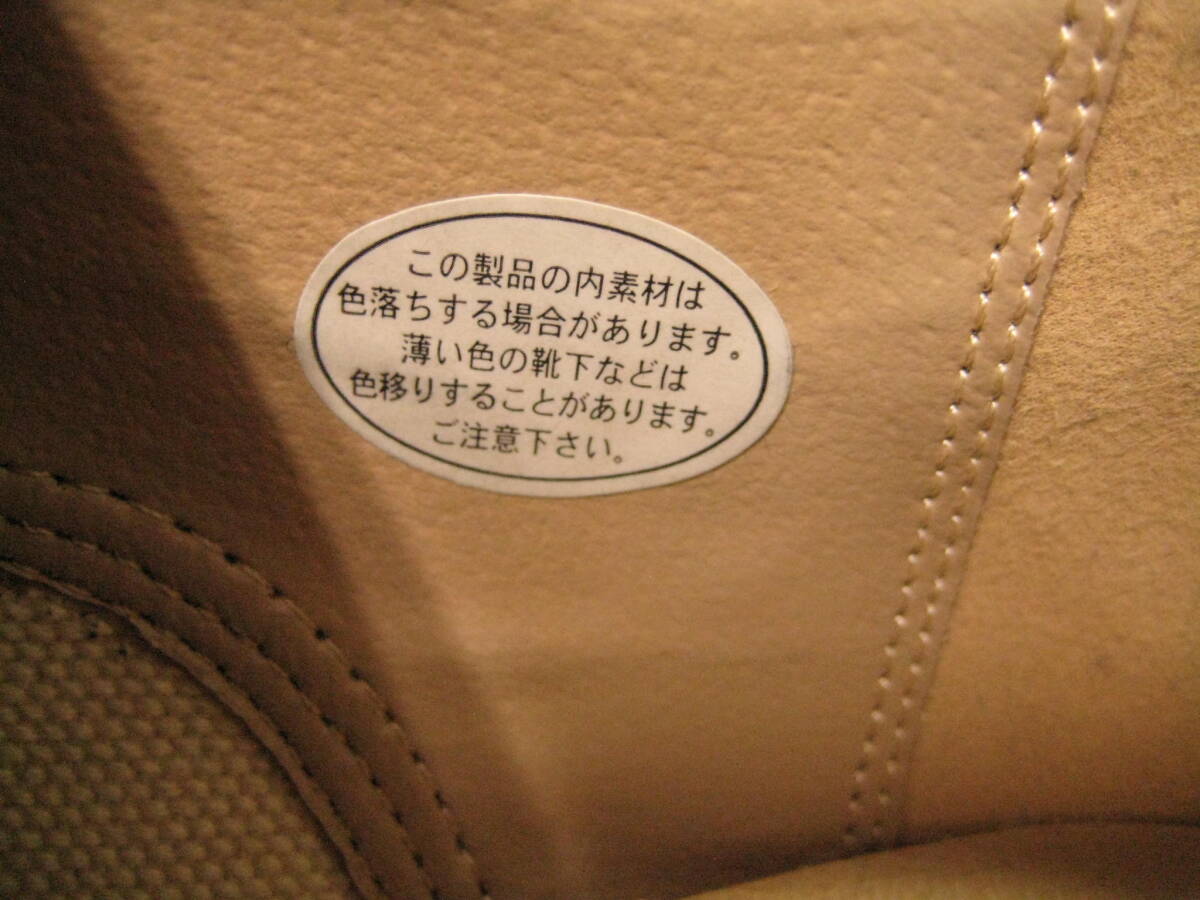 この製品の内素材は
色落ちする場合があります。
薄い色の靴下などは
色移りすることがあります。
ご注意下さい。